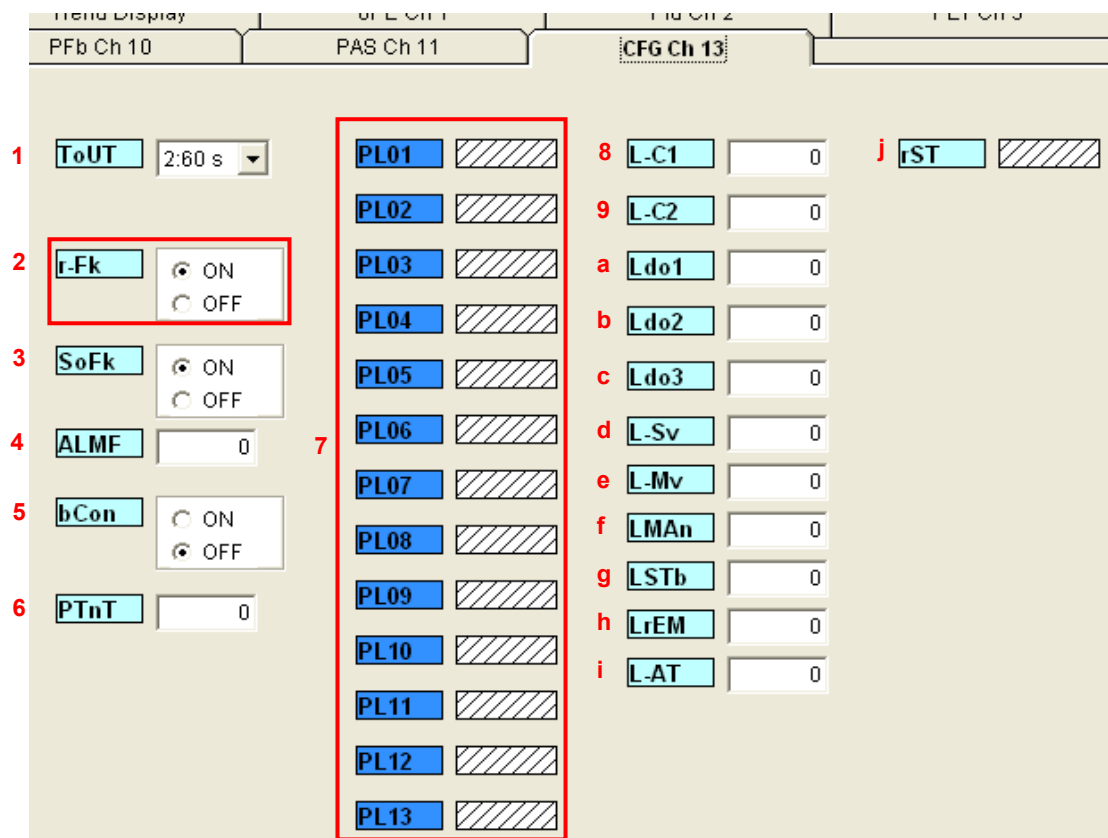 Trend Display
PFb Ch 10
PAS Ch 11
CFG Ch 13
1 ToUT 2:60 s
2 r-Fk ON
OFF
3 SoFk ON
OFF
4 ALMF 0
5 bCon ON
OFF
6 PTnT 0
7
PL01
PL02
PL03
PL04
PL05
PL06
PL07
PL08
PL09
PL10
PL11
PL12
PL13
8 L-C1 0
9 L-C2 0
a Ldo1 0
b Ldo2 0
c Ldo3 0
d L-Sv 0
e L-Mv 0
f LMAn 0
g LSTb 0
h LrEM 0
i L-AT 0
j rST